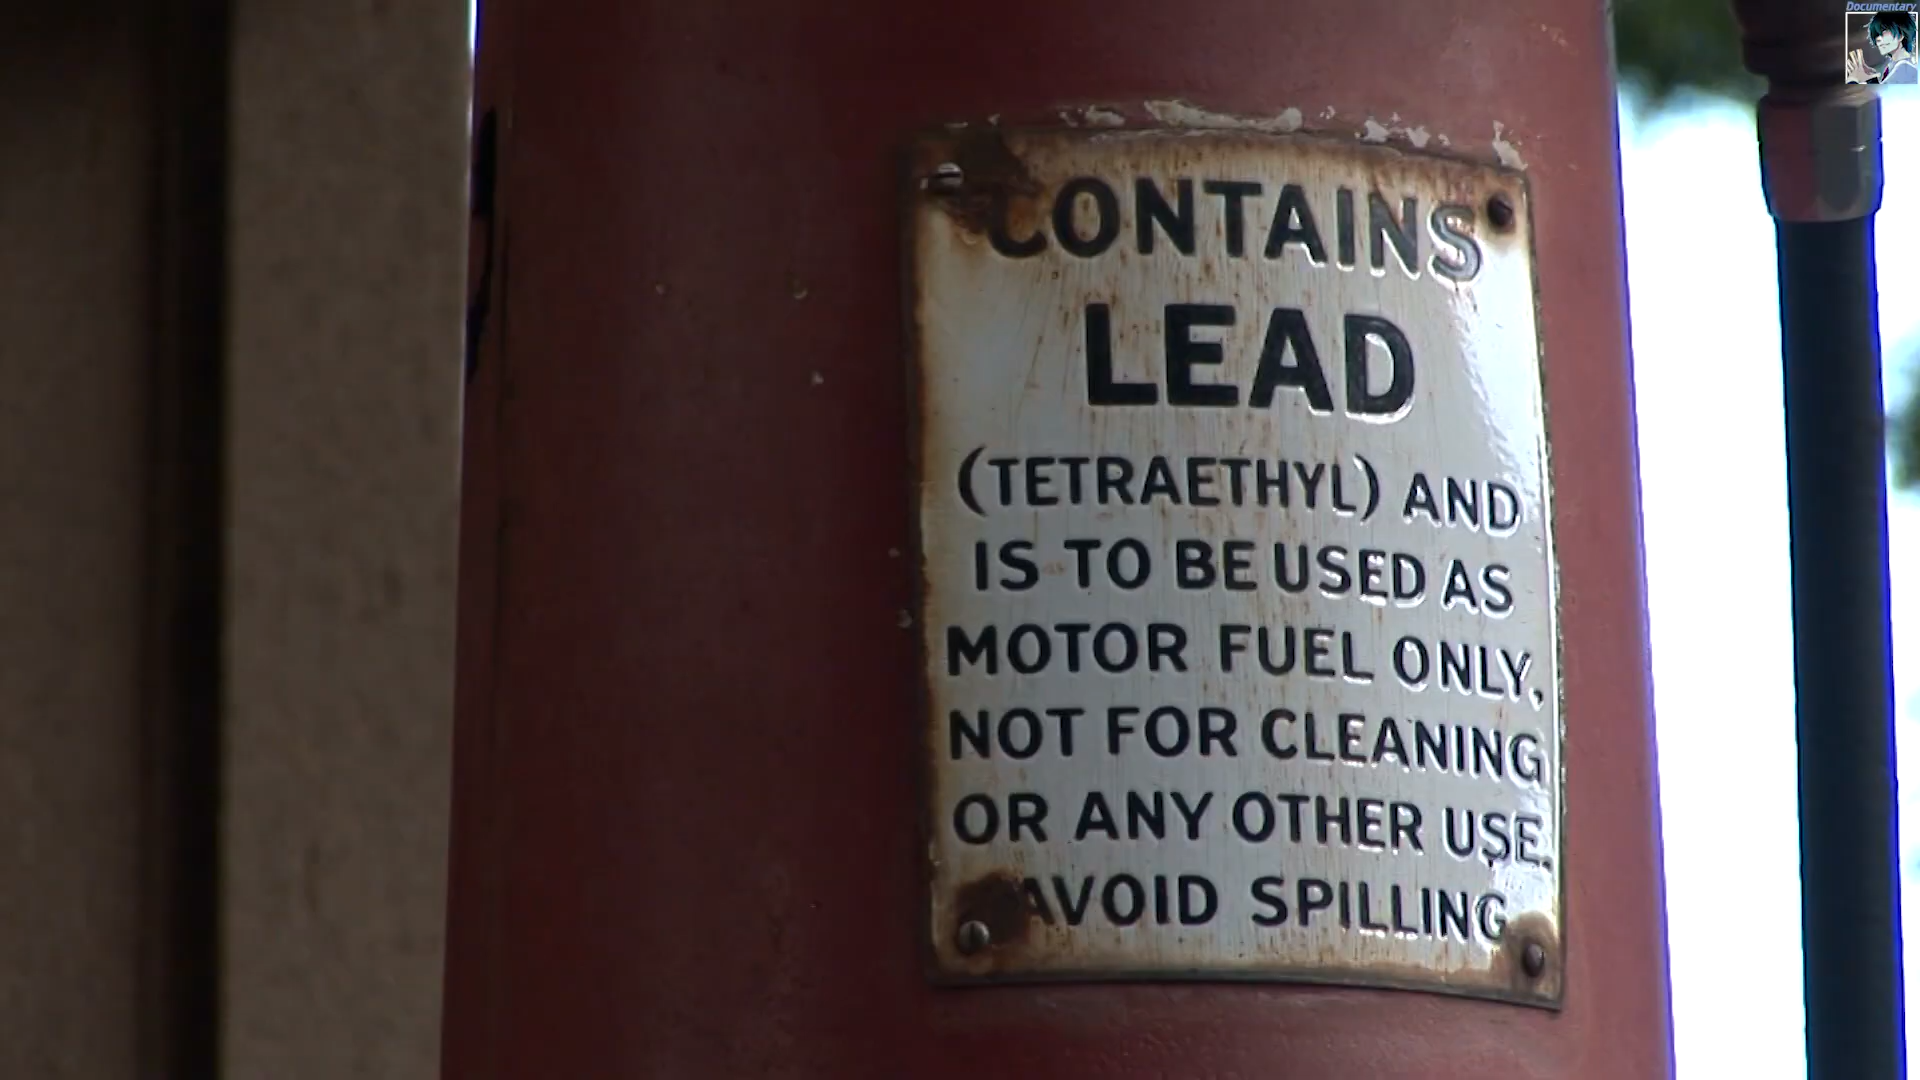 Documentary
CONTAINS
LEAD
(TETRAETHYL) AND
IS TO BE USED AS
MOTOR FUEL ONLY.
NOT FOR CLEANING
OR ANY OTHER USE.
AVOID SPILLING